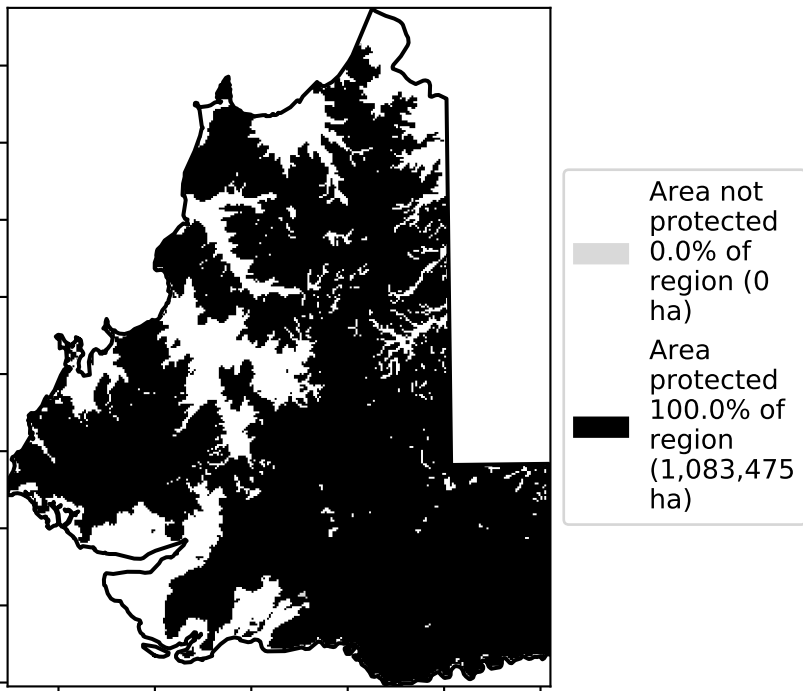 Area not
protected
0.0% of
region (0
ha)
Area
protected
100.0% of
region
(1,083,475
ha)